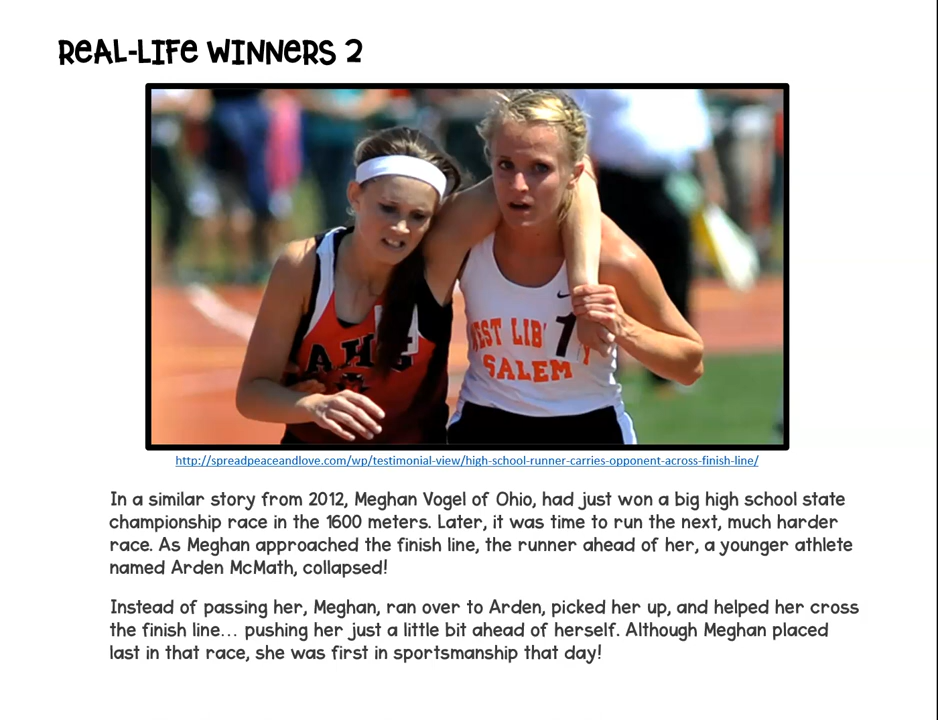 ReAL-LIFe WINNeRS 2
AHS
WEST LIB 1 Y
SALEM
http://spreadpeaceandlove.com/wp/testimonial-view/high-school-runner-carries-opponent-across-finish-line/
In a similar story from 2012, Meghan Vogel of Ohio, had just won a big high school state
championship race in the 1600 meters. Later, it was time to run the next, much harder
race. As Meghan approached the finish line, the runner ahead of her, a younger athlete
named Arden McMath, collapsed!
Instead of passing her, Meghan, ran over to Arden, picked her up, and helped her cross
the finish line... pushing her just a little bit ahead of herself. Although Meghan placed
last in that race, she was first in sportsmanship that day!